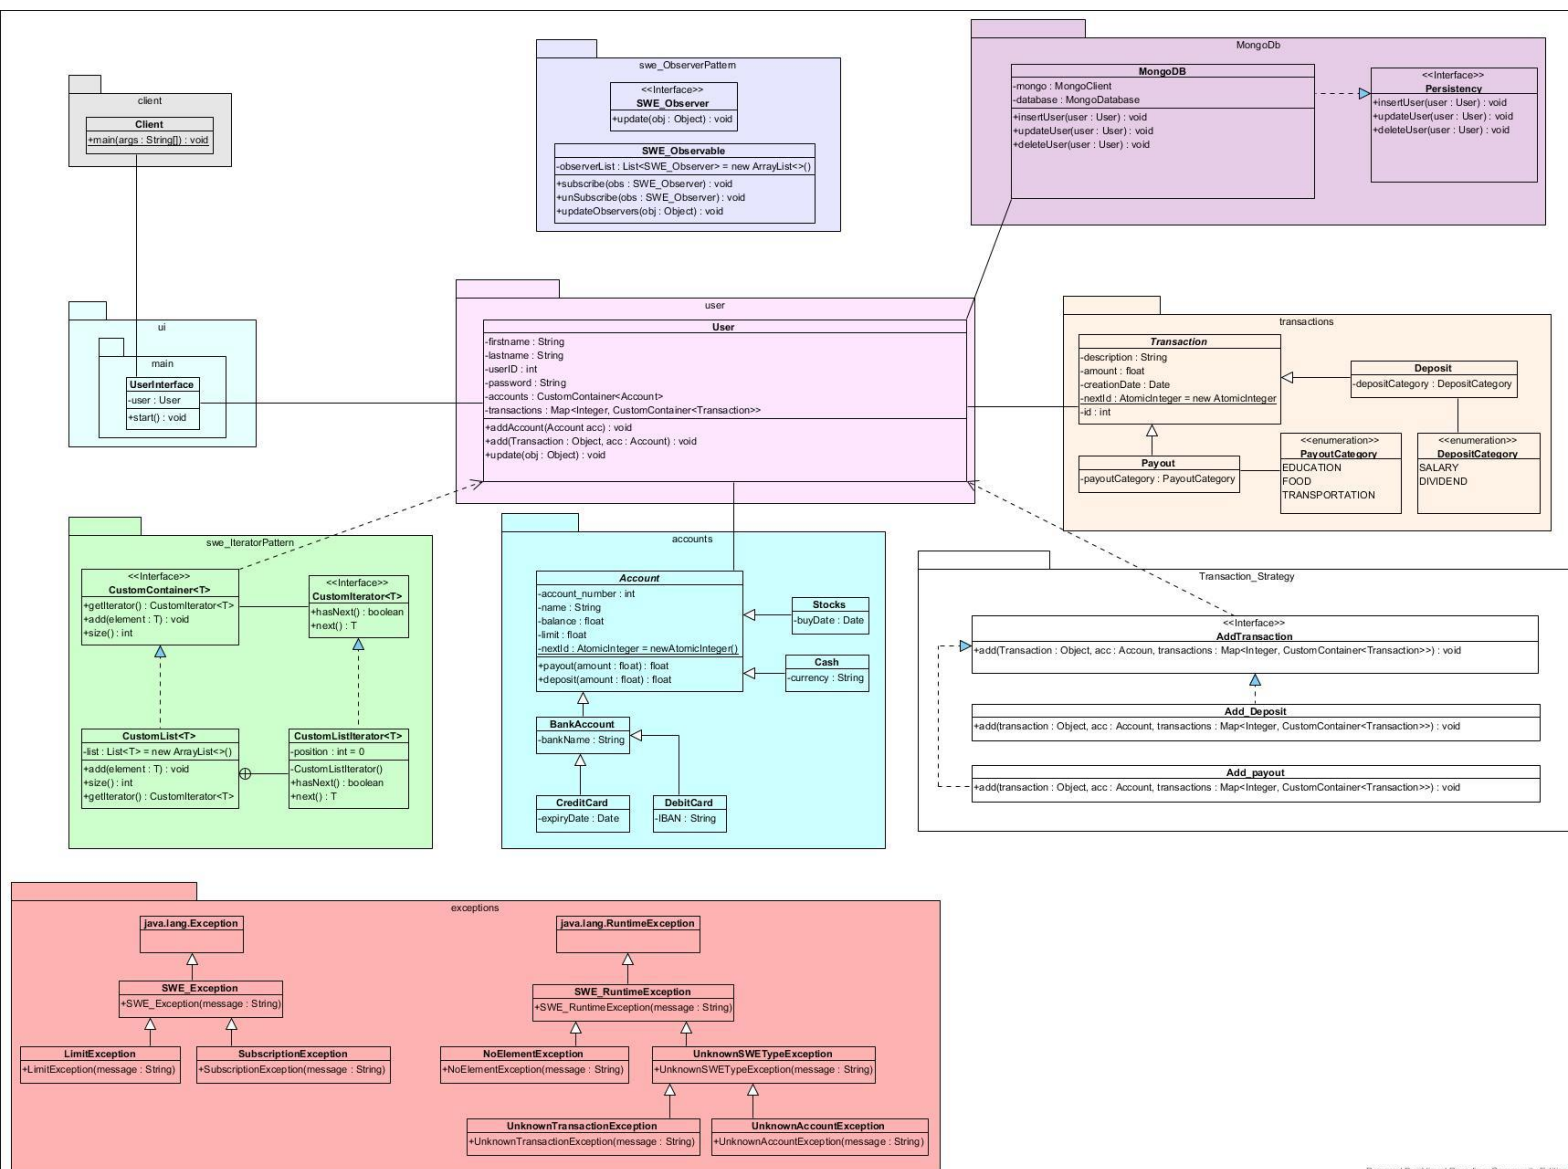 client
Client
+main(args : String[]) : void
swe_ObserverPattern
<<Interface>>
SWE_Observer
+update(obj : Object) : void
SWE_Observable
-observerList : List<SWE_Observer> = new ArrayList<>()
+subscribe(obs : SWE_Observer) : void
+unSubscribe(obs : SWE_Observer) : void
+updateObservers(obj : Object) : void
MongoDb
MongoDB
-mongo : MongoClient
-database : MongoDatabase
+insertUser(user : User) : void
+updateUser(user : User) : void
+deleteUser(user : User) : void
<<Interface>>
Persistency
+insertUser(user : User) : void
+updateUser(user : User) : void
+deleteUser(user : User) : void
ui
main
UserInterface
-user : User
+start() : void
user
User
-firstname : String
-lastname : String
-userID : int
-password : String
-accounts : CustomContainer<Account>
-transactions : Map<Integer, CustomContainer<Transaction>>
+addAccount(Account acc) : void
+add(Transaction : Object, acc : Account) : void
+update(obj : Object) : void
transactions
Transaction
-description : String
-amount : float
-creationDate : Date
-nextId : AtomicInteger = new AtomicInteger
-id : int
Deposit
-depositCategory : DepositCategory
Payout
-payoutCategory : PayoutCategory
<<enumeration>>
PayoutCategory
EDUCATION
FOOD
TRANSPORTATION
<<enumeration>>
DepositCategory
SALARY
DIVIDEND
swe_IteratorPattern
<<Interface>>
CustomContainer<T>
+getIterator() : CustomIterator<T>
+add(element : T) : void
+size() : int
<<Interface>>
CustomIterator<T>
+hasNext() : boolean
+next() : T
CustomList<T>
-list : List<T> = new ArrayList<>()
+add(element : T) : void
+size() : int
+getIterator() : CustomIterator<T>
CustomListIterator<T>
-position : int = 0
-CustomListIterator()
+hasNext() : boolean
+next() : T
accounts
Account
-account_number : int
-name : String
-balance : float
-limit : float
-nextId : AtomicInteger = newAtomicInteger()
+payout(amount : float) : float
+deposit(amount : float) : float
Stocks
-buyDate : Date
Cash
-currency : String
BankAccount
-bankName : String
CreditCard
-expiryDate : Date
DebitCard
-IBAN : String
Transaction_Strategy
<<Interface>>
AddTransaction
+add(Transaction : Object, acc : Accoun, transactions : Map<Integer, CustomContainer<Transaction>>) : void
Add_Deposit
+add(transaction : Object, acc : Account, transactions : Map<Integer, CustomContainer<Transaction>>) : void
Add_payout
+add(transaction : Object, acc : Account, transactions : Map<Integer, CustomContainer<Transaction>>) : void
exceptions
java.lang.Exception
SWE_Exception
+SWE_Exception(message : String)
LimitException
+LimitException(message : String)
SubscriptionException
+SubscriptionException(message : String)
java.lang.RuntimeException
SWE_RuntimeException
+SWE_RuntimeException(message : String)
NoElementException
+NoElementException(message : String)
UnknownSWETypeException
+UnknownSWETypeException(message : String)
UnknownTransactionException
+UnknownTransactionException(message : String)
UnknownAccountException
+UnknownAccountException(message : String)